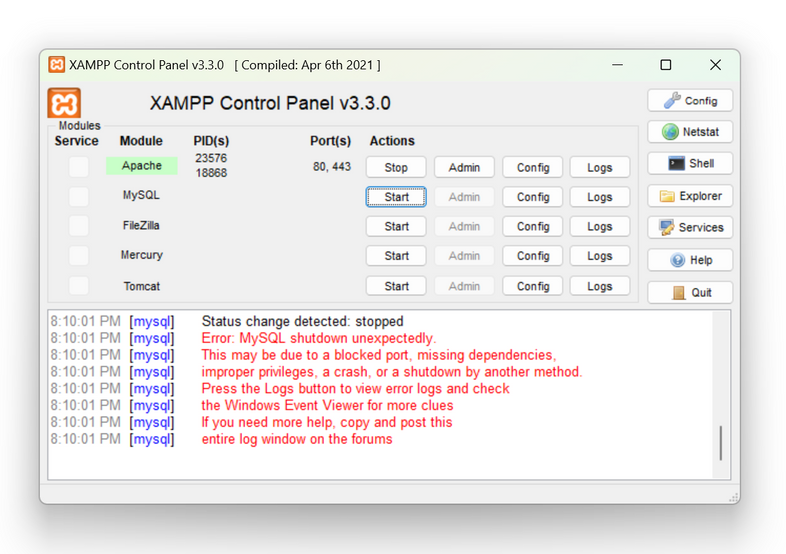 XAMPP Control Panel v3.3.0 [ Compiled: Apr 6th 2021 ]
XAMPP Control Panel v3.3.0
Config
Modules
Service Module PID(s) Port(s) Actions
Netstat
Apache 23576 18868 80, 443 Stop Admin Config Logs
Shell
MySQL Start Admin Config Logs
Explorer
FileZilla Start Admin Config Logs
Services
Mercury Start Admin Config Logs
Help
Tomcat Start Admin Config Logs
Quit
8:10:01 PM [mysql] Status change detected: stopped
8:10:01 PM [mysql] Error: MySQL shutdown unexpectedly.
8:10:01 PM [mysql] This may be due to a blocked port, missing dependencies,
8:10:01 PM [mysql] improper privileges, a crash, or a shutdown by another method.
8:10:01 PM [mysql] Press the Logs button to view error logs and check
8:10:01 PM [mysql] the Windows Event Viewer for more clues
8:10:01 PM [mysql] If you need more help, copy and post this
8:10:01 PM [mysql] entire log window on the forums